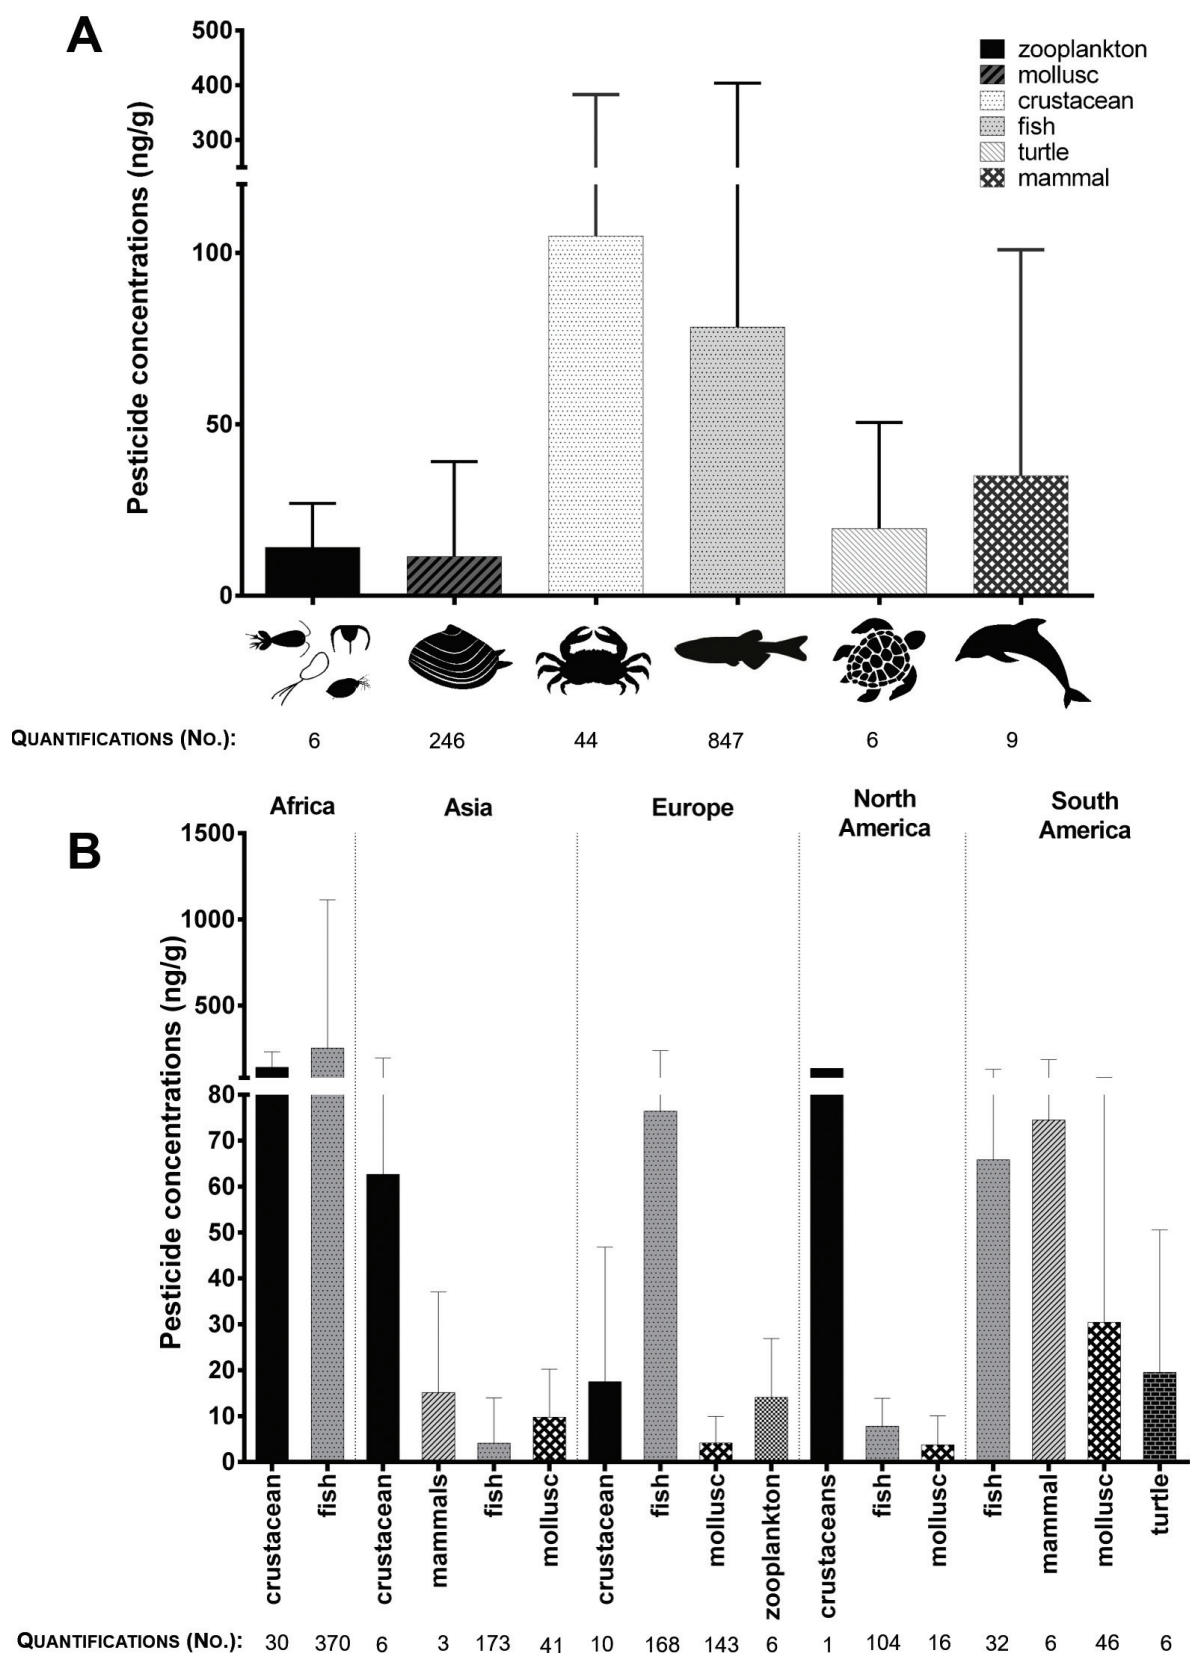 A
Pesticide concentrations (ng/g)
500
400
300
100
50
0
zooplankton
mollusc
crustacean
fish
turtle
mammal
QUANTIFICATIONS (NO.): 6 246 44 847 6 9
B
Africa Asia Europe North America South America
Pesticide concentrations (ng/g)
1500
1000
500
80
70
60
50
40
30
20
10
0
crustacean
fish
crustacean
mammals
fish
mollusc
crustacean
fish
mollusc
zooplankton
crustaceans
fish
mollusc
fish
mammal
mollusc
turtle
QUANTIFICATIONS (NO.): 30 370 6 3 173 41 10 168 143 6 1 104 16 32 6 46 6